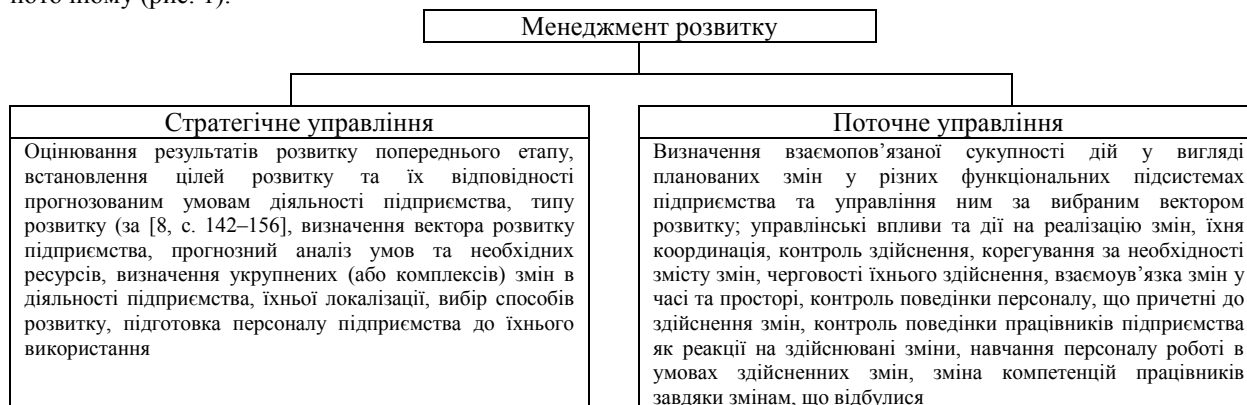 поточному (рис. 1).
Менеджмент розвитку
Стратегічне управління
Оцінювання результатів розвитку попереднього етапу,
встановлення цілей розвитку та їх відповідності
прогнозованим умовам діяльності підприємства, типу
розвитку (за [8, с. 142–156], визначення вектора розвитку
підприємства, прогнозний аналіз умов та необхідних
ресурсів, визначення укрупнених (або комплексів) змін в
діяльності підприємства, їхньої локалізації, вибір способів
розвитку, підготовка персоналу підприємства до їхнього
використання
Поточне управління
Визначення взаємопов’язаної сукупності дій у вигляді
планованих змін у різних функціональних підсистемах
підприємства та управління ним за вибраним вектором
розвитку; управлінські впливи та дії на реалізацію змін, їхня
координація, контроль здійснення, корегування за необхідності
змісту змін, черговості їхнього здійснення, взаємоув’язка змін у
часі та просторі, контроль поведінки персоналу, що причетні до
здійснення змін, контроль поведінки працівників підприємства
як реакції на здійснювані зміни, навчання персоналу роботі в
умовах здійсненних змін, зміна компетенцій працівників
завдяки змінам, що відбулися